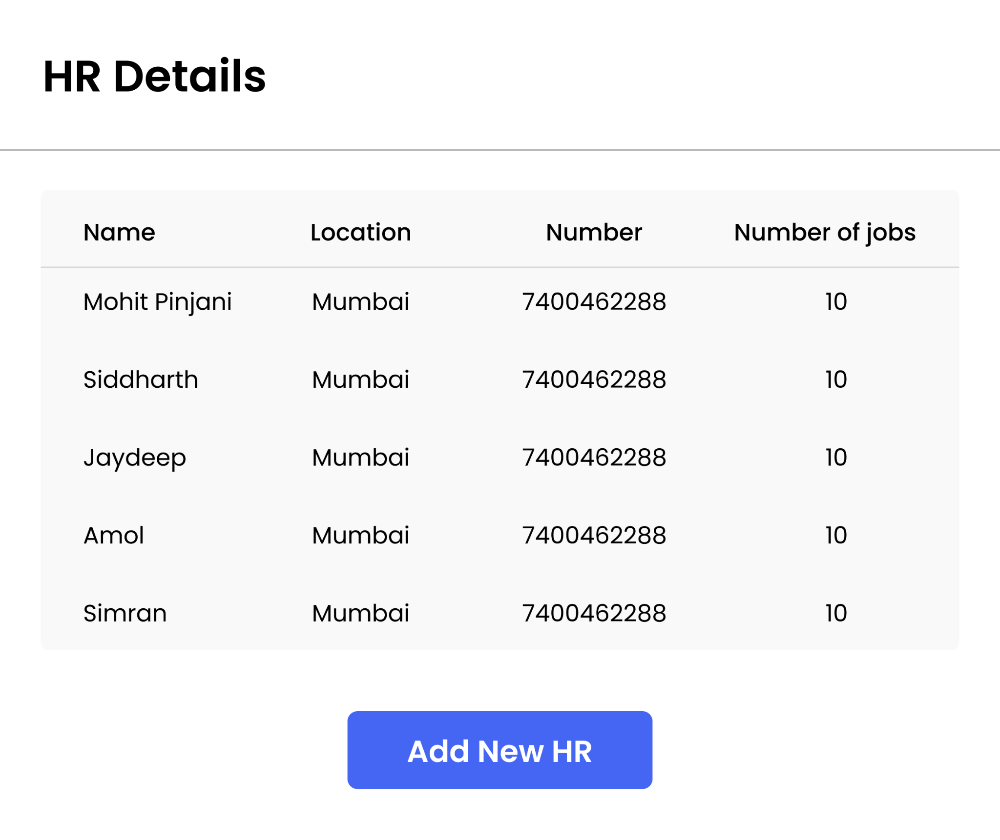 HR Details
Name Location Number Number of jobs
Mohit Pinjani Mumbai 7400462288 10
Siddharth Mumbai 7400462288 10
Jaydeep Mumbai 7400462288 10
Amol Mumbai 7400462288 10
Simran Mumbai 7400462288 10
Add New HR